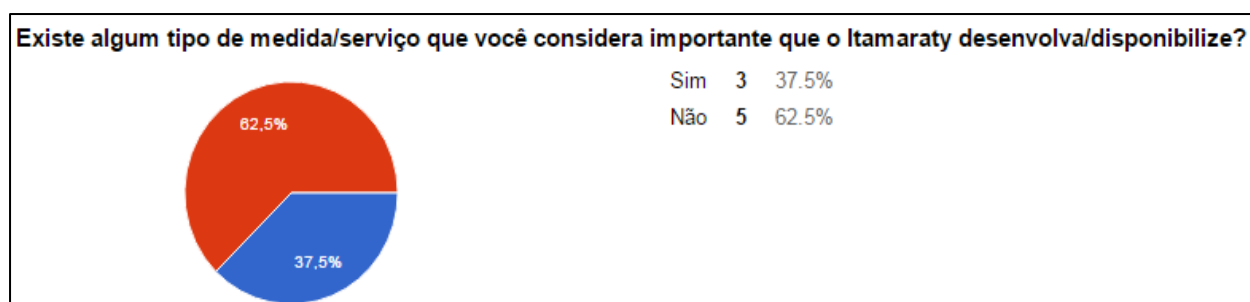 Existe algum tipo de medida/serviço que você considera importante que o Itamaraty desenvolva/disponibilize?
Sim 3 37.5%
Não 5 62.5%
62,5%
37,5%